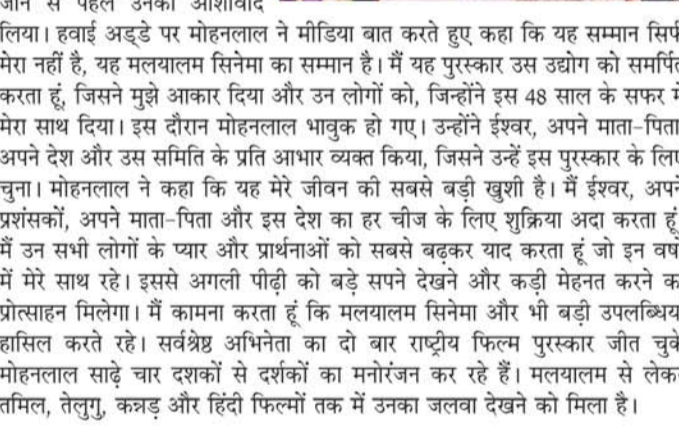 जाने से पहले उनका आशीर्वाद
लिया। हवाई अड्डे पर मोहनलाल ने मीडिया बात करते हुए कहा कि यह सम्मान सिर्फ
मेरा नहीं है, यह मलयालम सिनेमा का सम्मान है। मैं यह पुरस्कार उस उद्योग को समर्पित
करता हूं, जिसने मुझे आकार दिया और उन लोगों को, जिन्होंने इस 48 साल के सफर में
मेरा साथ दिया। इस दौरान मोहनलाल भावुक हो गए। उन्होंने ईश्वर, अपने माता-पिता
अपने देश और उस समिति के प्रति आभार व्यक्त किया, जिसने उन्हें इस पुरस्कार के लिए
चुना। मोहनलाल ने कहा कि यह मेरे जीवन की सबसे बड़ी खुशी है। मैं ईश्वर, अपने
प्रशंसकों, अपने माता-पिता और इस देश का हर चीज के लिए शुक्रिया अदा करता हूं
मैं उन सभी लोगों के प्यार और प्रार्थनाओं को सबसे बढ़कर याद करता हूं जो इन
में मेरे साथ रहे। इससे अगली पीढ़ी को बड़े सपने देखने और कड़ी मेहनत करने
प्रोत्साहन मिलेगा। मैं कामना करता हूं कि मलयालम सिनेमा और भी बड़ी
हासिल करते रहे। सर्वश्रेष्ठ अभिनेता का दो बार राष्ट्रीय फिल्म पुरस्कार जीत चुके
मोहनलाल साढ़े चार दशकों से दर्शकों का मनोरंजन कर रहे हैं। मलयालम से
तमिल, तेलुगु, कन्नड़ और हिंदी फिल्मों तक में उनका जलवा देखने को मिला है।